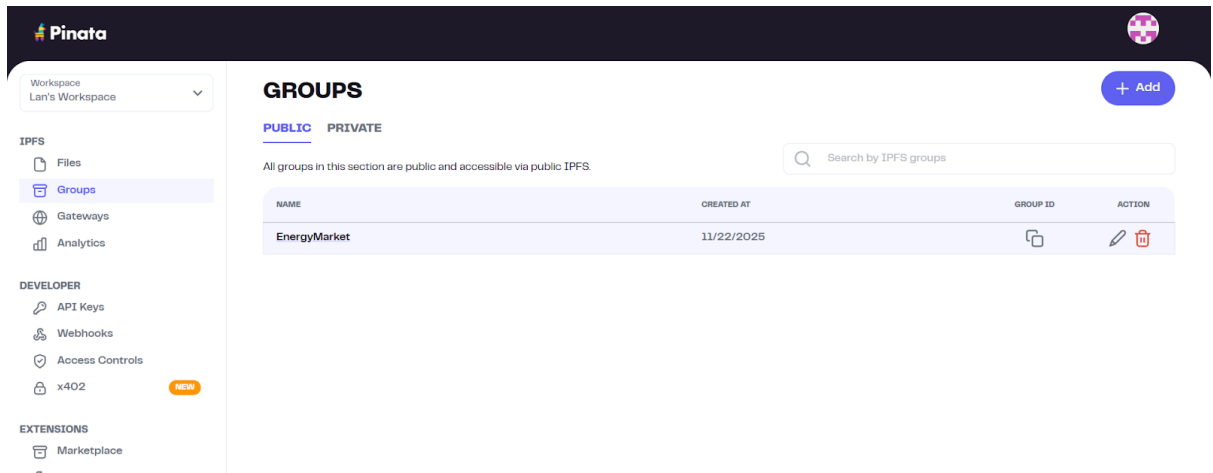 Pinata
Workspace
Lan's Workspace
IPFS
Files
Groups
Gateways
Analytics
DEVELOPER
API Keys
Webhooks
Access Controls
x402 NEW
EXTENSIONS
Marketplace
GROUPS
+ Add
PUBLIC PRIVATE
All groups in this section are public and accessible via public IPFS.
Search by IPFS groups
NAME CREATED AT GROUP ID ACTION
EnergyMarket 11/22/2025